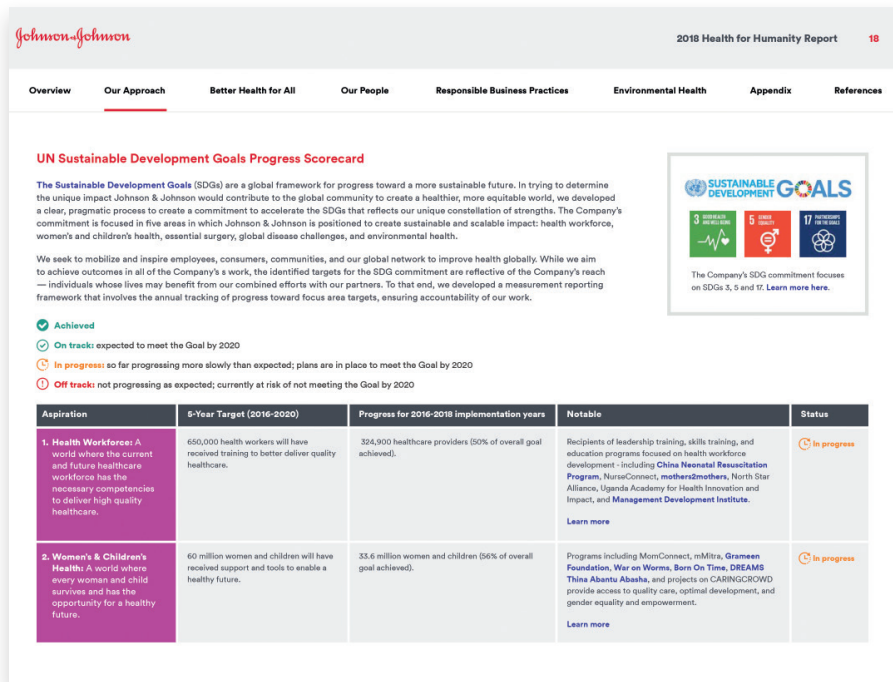 Johnson & Johnson
2018 Health for Humanity Report 18
Overview Our Approach Better Health for All Our People Responsible Business Practices Environmental Health Appendix References
UN Sustainable Development Goals Progress Scorecard
The Sustainable Development Goals (SDGs) are a global framework for progress toward a more sustainable future. In trying to determine
the unique impact Johnson & Johnson would contribute to the global community to create a healthier, more equitable world, we developed
a clear, pragmatic process to create a commitment to accelerate the SDGs that reflects our unique constellation of strengths. The Company's
commitment is focused in five areas in which Johnson & Johnson is positioned to create sustainable and scalable impact: health workforce,
women's and children's health, essential surgery, global disease challenges, and environmental health.
We seek to mobilize and inspire employees, consumers, communities, and our global network to improve health globally. While we aim
to achieve outcomes in all of the Company's s work, the identified targets for the SDG commitment are reflective of the Company's reach
— individuals whose lives may benefit from our combined efforts with our partners. To that end, we developed a measurement reporting
framework that involves the annual tracking of progress toward focus area targets, ensuring accountability of our work.
SUSTAINABLE
DEVELOPMENT GOALS
3 GOOD HEALTH
AND WELL-BEING
5 GENDER
EQUALITY
17 PARTNERSHIPS
FOR THE GOALS
The Company's SDG commitment focuses
on SDGs 3, 5 and 17. Learn more here.
Achieved
On track: expected to meet the Goal by 2020
In progress: so far progressing more slowly than expected; plans are in place to meet the Goal by 2020
Off track: not progressing as expected; currently at risk of not meeting the Goal by 2020
Aspiration 5-Year Target (2016-2020) Progress for 2016-2018 implementation years Notable Status
1. Health Workforce: A
world where the current
and future healthcare
workforce has the
necessary competencies
to deliver high quality
healthcare.
650,000 health workers will have
received training to better deliver quality
healthcare.
324,900 healthcare providers (50% of overall goal
achieved).
Recipients of leadership training, skills training, and
education programs focused on health workforce
development - including China Neonatal Resuscitation
Program, NurseConnect, mothers2mothers, North Star
Alliance, Uganda Academy for Health Innovation and
Impact, and Management Development Institute.
Learn more
In progress
2. Women's & Children's
Health: A world where
every woman and child
survives and has the
opportunity for a healthy
future.
60 million women and children will have
received support and tools to enable a
healthy future.
33.6 million women and children (56% of overall
goal achieved).
Programs including MomConnect, mMitra, Grameen
Foundation, War on Worms, Born On Time, DREAMS
Thina Abantu Abasha, and projects on CARINGCROWD
provide access to quality care, optimal development, and
gender equality and empowerment.
Learn more
In progress